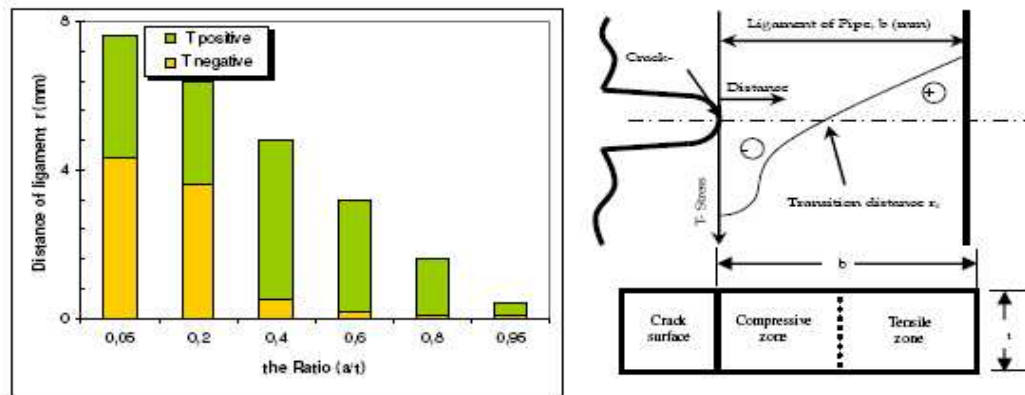 8
4
0
Distance of ligament r (mm)
T positive
T negative
0,05
0,2
0,4
0,6
0,8
0,95
the Ratio (a/t)
Ligament of Pipe, b (mm)
Crack-
Distance
+
-
T- Stress
Transition distance
b
Crack
surface
Compressive
zone
Tensile
zone
t